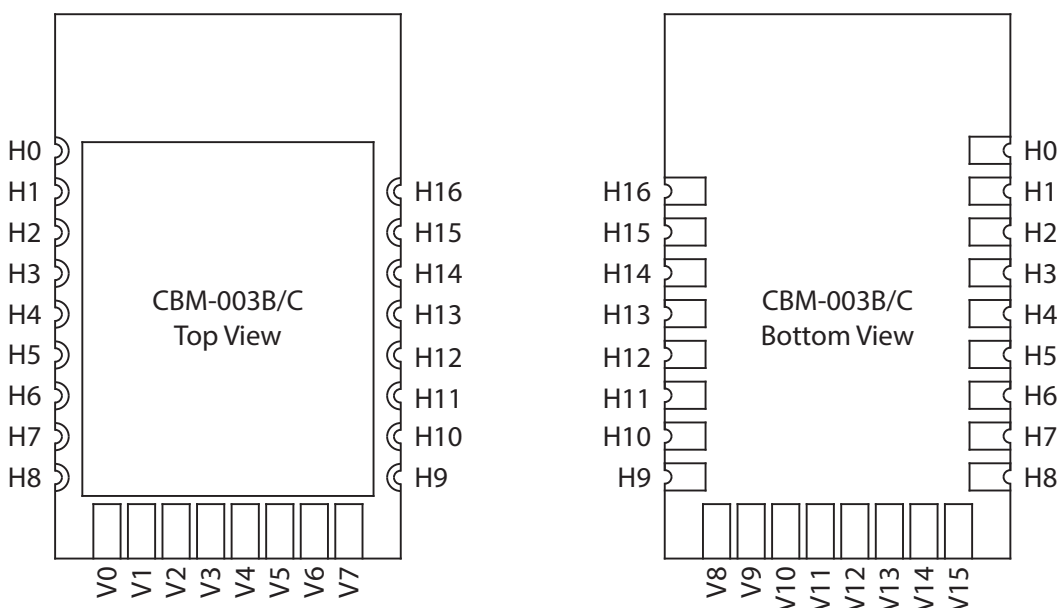 H0
H1
H2
H3
H4
H5
H6
H7
H8
H16
H15
H14
H13
H12
H11
H10
H9
CBM-003B/C
Top View
V0
V1
V2
V3
V4
V5
V6
V7
H16
H15
H14
H13
H12
H11
H10
H9
CBM-003B/C
Bottom View
H0
H1
H2
H3
H4
H5
H6
H7
H8
V8
V9
V10
V11
V12
V13
V14
V15